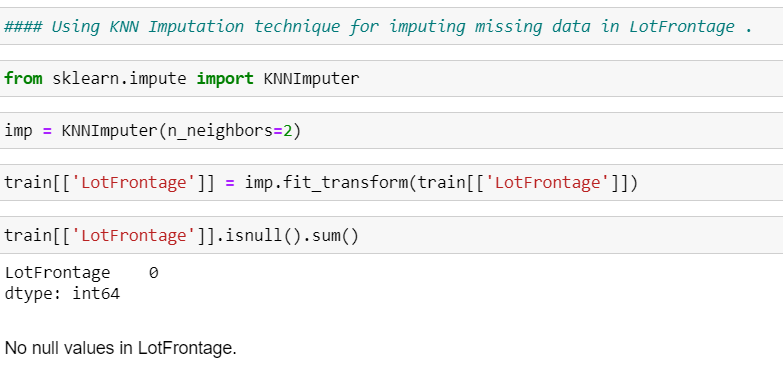 #### Using KNN Imputation technique for imputing missing data in LotFrontage .
from sklearn.impute import KNNImputer
imp = KNNImputer(n_neighbors=2)
train[['LotFrontage']] = imp.fit_transform(train[['LotFrontage']])
train[['LotFrontage']].isnull().sum()
LotFrontage    0
dtype: int64
No null values in LotFrontage.